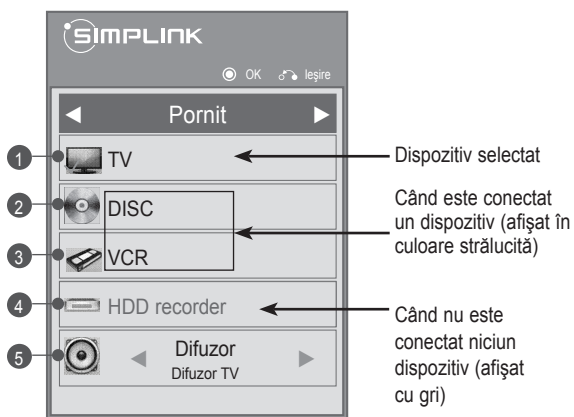 SIMPLINK
OK Ieşire
Pornit
1 TV
2 DISC
3 VCR
4 HDD recorder
5 Difuzor
Difuzor TV
Dispozitiv selectat
Când este conectat
un dispozitiv (afişat în
culoare strălucită)
Când nu este
conectat niciun
dispozitiv (afişat
cu gri)